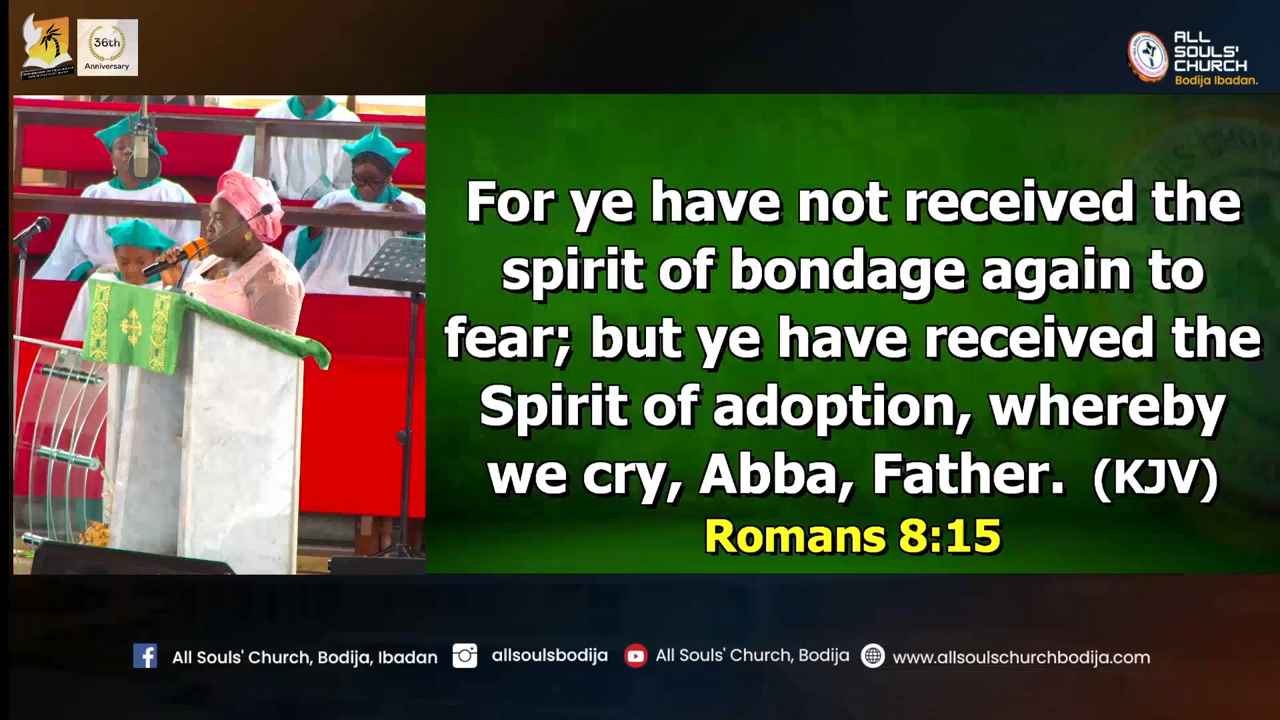 36th
Anniversary
ALL
SOULS'
CHURCH
Bodija Ibadan.
For ye have not received the
spirit of bondage again to
fear; but ye have received the
Spirit of adoption, whereby
we cry, Abba, Father. (KJV)
Romans 8:15
All Souls' Church, Bodija, Ibadan
allsoulsbodija
All Souls' Church, Bodija
www.allsoulschurchbodija.com